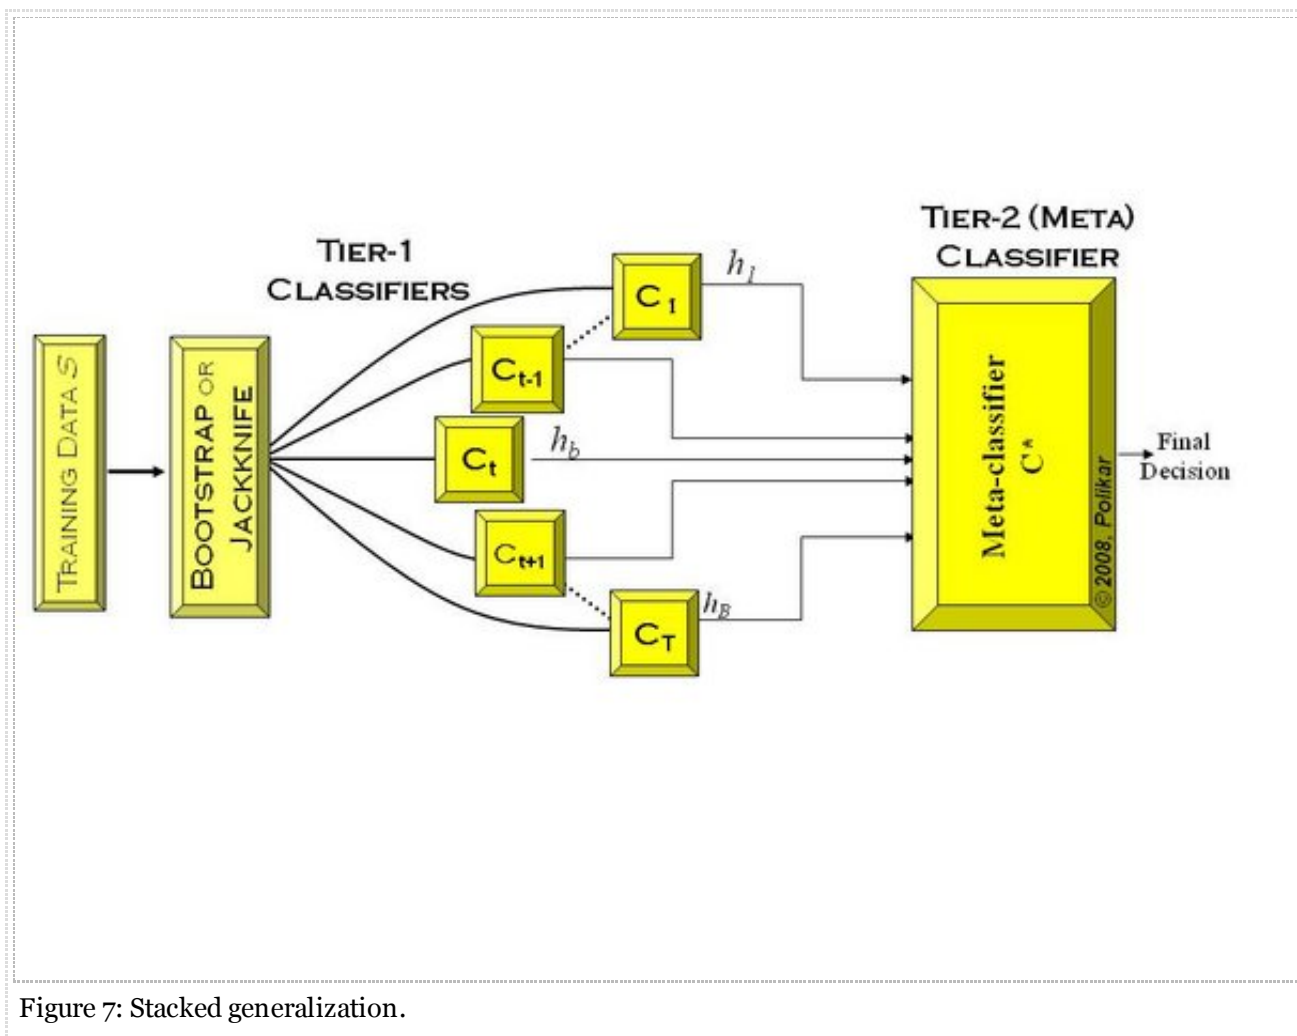 TIER-2 (META)
CLASSIFIER
TIER-1
CLASSIFIERS
TRAINING DATA S
BOOTSTRAP OR
JACKKNIFE
C1
h1
Ct-1
Ct
hb
Ct+1
CT
hB
Meta-classifier
C*
© 2008, Polikar
Final
Decision
Figure 7: Stacked generalization.